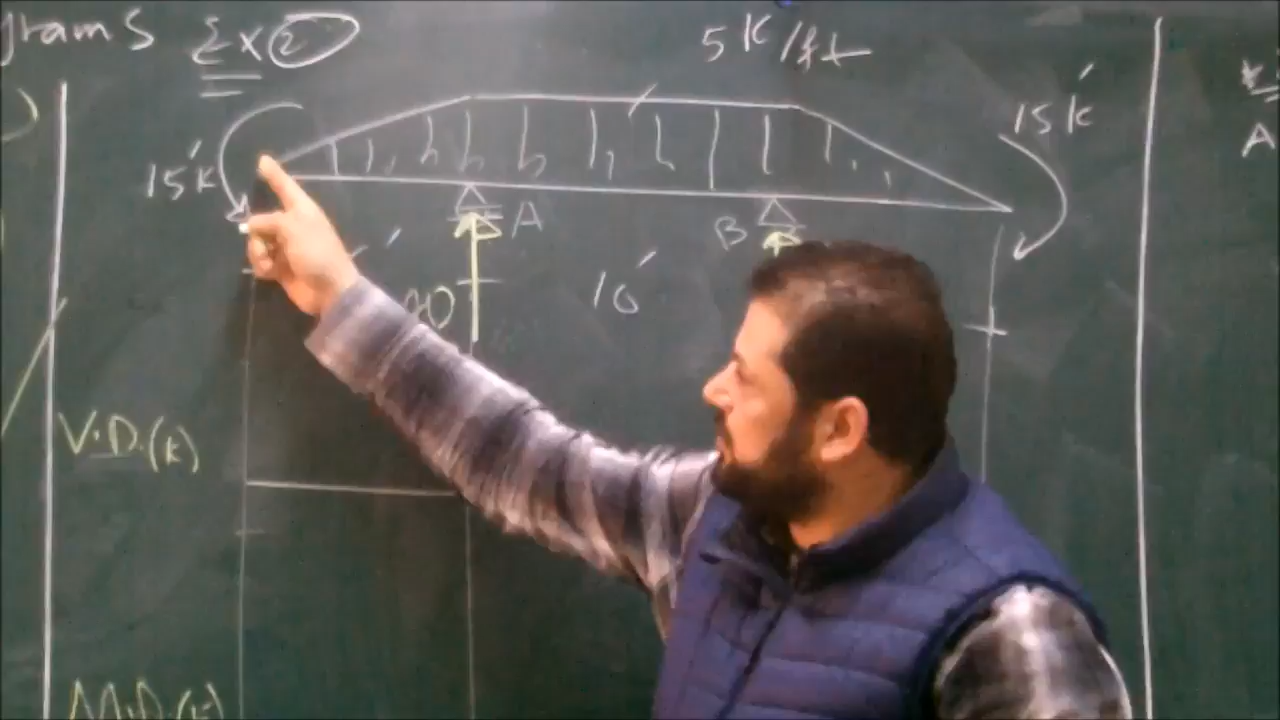 grams Ex 2
5 k/ft
15'k
15 k'
A
B
10'
V.D.(k)
M.D.(k)
A